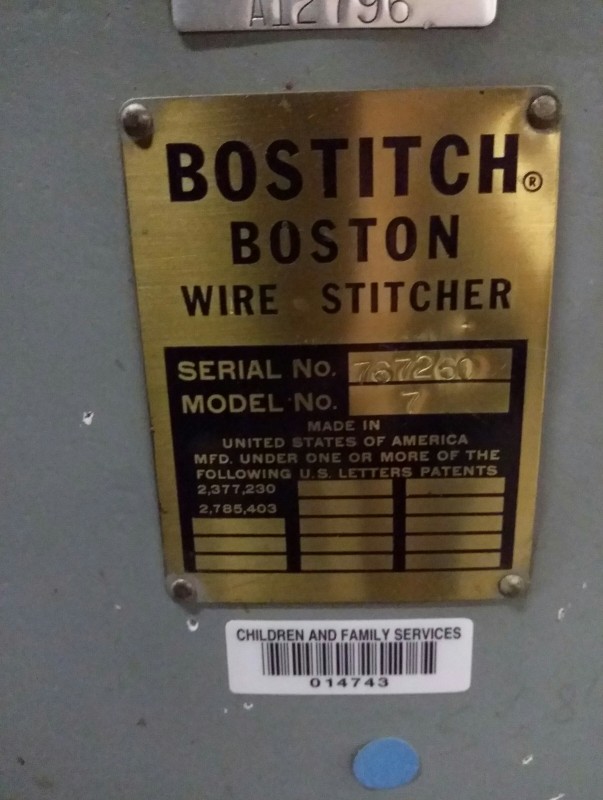 A12796
BOSTITCH®
BOSTON
WIRE STITCHER
SERIAL No. 767260
MODEL No. 7
MADE IN
UNITED STATES OF AMERICA
MFD. UNDER ONE OR MORE OF THE
FOLLOWING U.S. LETTERS PATENTS
2,377,230
2,785,403
CHILDREN AND FAMILY SERVICES
014743